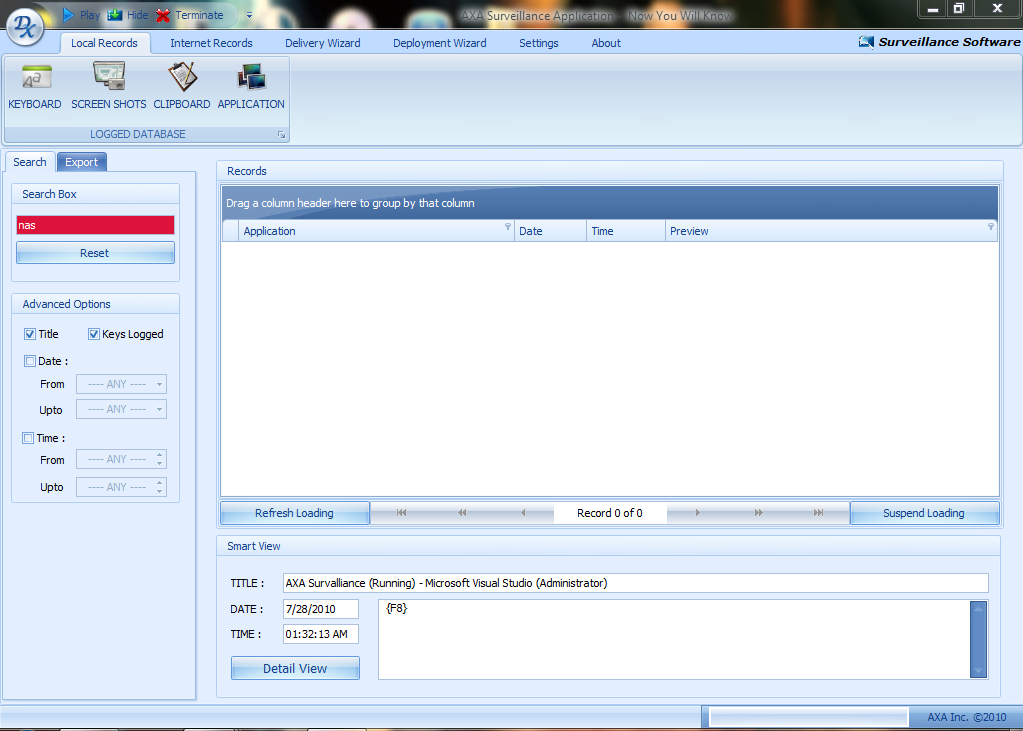 Play Hide Terminate
AXA Surveillance Application - Now You Will Know
Dx
Local Records Internet Records Delivery Wizard Deployment Wizard Settings About
Surveillance Software
KEYBOARD SCREEN SHOTS CLIPBOARD APPLICATION
LOGGED DATABASE
Search Export
Search Box
nas
Reset
Advanced Options
Title Keys Logged
Date :
From ---- ANY ----
Upto ---- ANY ----
Time :
From ---- ANY ----
Upto ---- ANY ----
Records
Drag a column header here to group by that column
Application Date Time Preview
Refresh Loading Record 0 of 0 Suspend Loading
Smart View
TITLE : AXA Survalliance (Running) - Microsoft Visual Studio (Administrator)
DATE : 7/28/2010 {F8}
TIME : 01:32:13 AM
Detail View
AXA Inc. ©2010